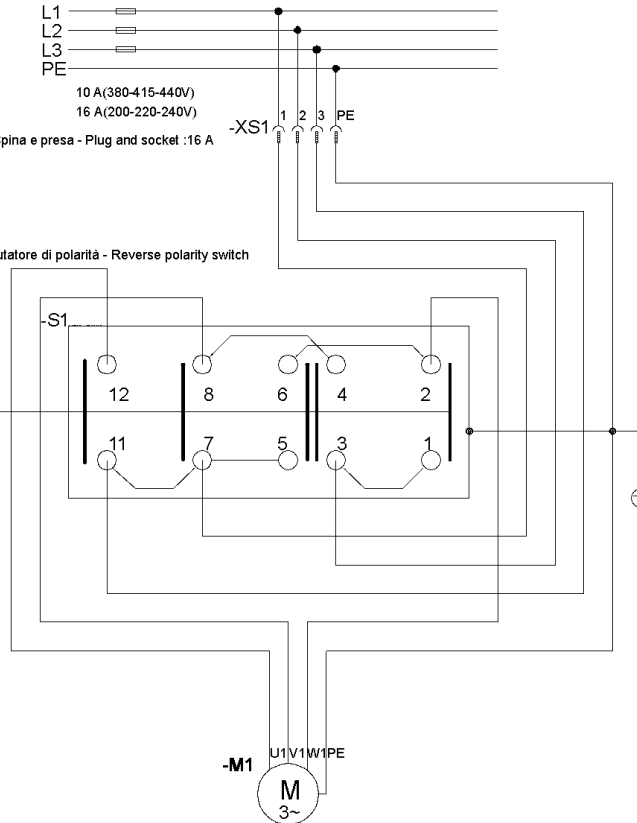 L1
L2
L3
PE
10 A(380-415-440V)
16 A(200-220-240V)
-XS1 1 2 3 PE
pina e presa - Plug and socket :16 A
utatore di polarità - Reverse polarity switch
-S1
12 8 6 4 2
11 7 5 3 1
U1 V1 W1 PE
-M1
M
3~